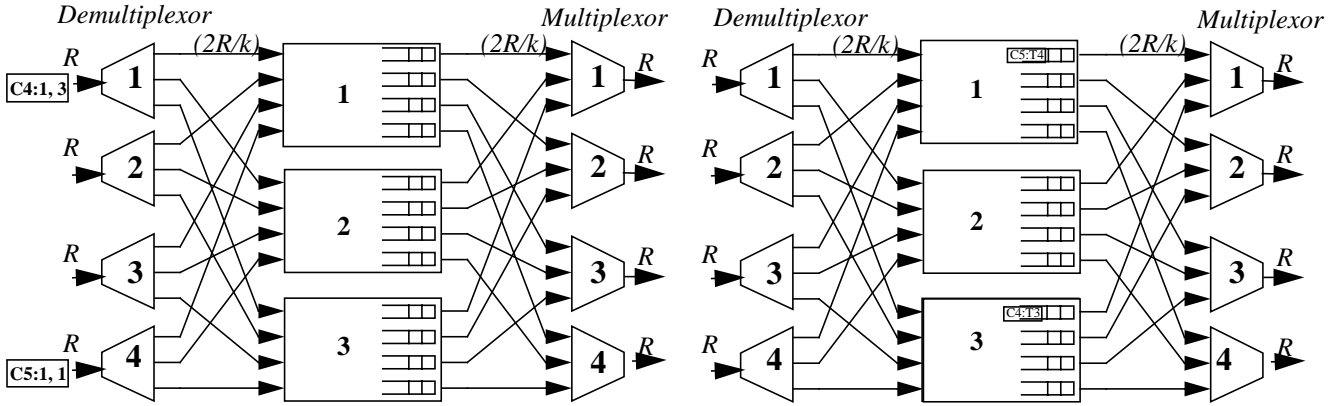 Demultiplexor Multiplexor Demultiplexor Multiplexor
(2R/k) (2R/k) (2R/k) (2R/k)
R 1 1 1 R R 1 C5:T4 1 1 R
C4:1, 3
R 2 2 R R 2 2 R
2 2
R 3 3 R R 3 3 R
R 4 3 4 R R 4 C4:T3 3 4 R
C5:1, 1